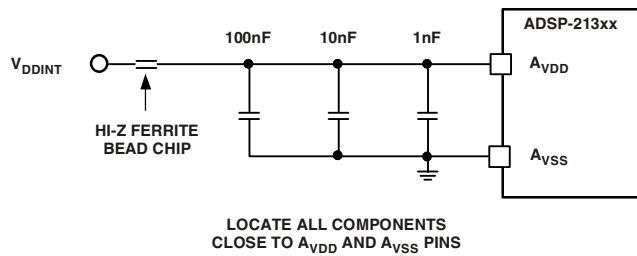 ADSP-213xx
100nF 10nF 1nF
VDDINT
AVDD
HI-Z FERRITE
BEAD CHIP
AVSS
LOCATE ALL COMPONENTS
CLOSE TO AVDD AND AVSS PINS